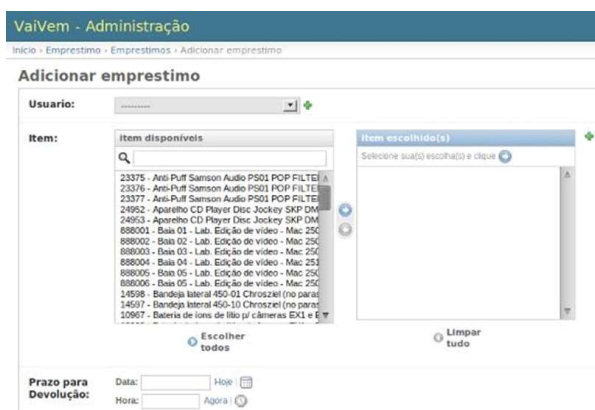 VaiVem - Administração
Início › Emprestimo › Emprestimos › Adicionar emprestimo
Adicionar emprestimo
Usuario: ---------
Item:
Item disponíveis
23375 - Anti-Puff Samson Audio PS01 POP FILTE
23376 - Anti-Puff Samson Audio PS01 POP FILTE
23377 - Anti-Puff Samson Audio PS01 POP FILTE
24952 - Aparelho CD Player Disc Jockey SKP DM
24953 - Aparelho CD Player Disc Jockey SKP DM
888001 - Baia 01 - Lab. Edição de vídeo - Mac 250
888002 - Baia 02 - Lab. Edição de vídeo - Mac 250
888003 - Baia 03 - Lab. Edição de vídeo - Mac 250
888004 - Baia 04 - Lab. Edição de vídeo - Mac 251
888005 - Baia 05 - Lab. Edição de vídeo - Mac 250
888006 - Baia 05 - Lab. Edição de vídeo - Mac 250
14598 - Bandeja lateral 450-01 Chrosziel (no paras
14597 - Bandeja lateral 450-10 Chrosziel (no paras
10967 - Bateria de íons de lítio p/ câmeras EX1 e E
Escolher todos
Item escolhido(s)
Selecione sua(s) escolha(s) e clique
Limpar tudo
Prazo para Devolução:
Data: Hoje |
Hora: Agora |